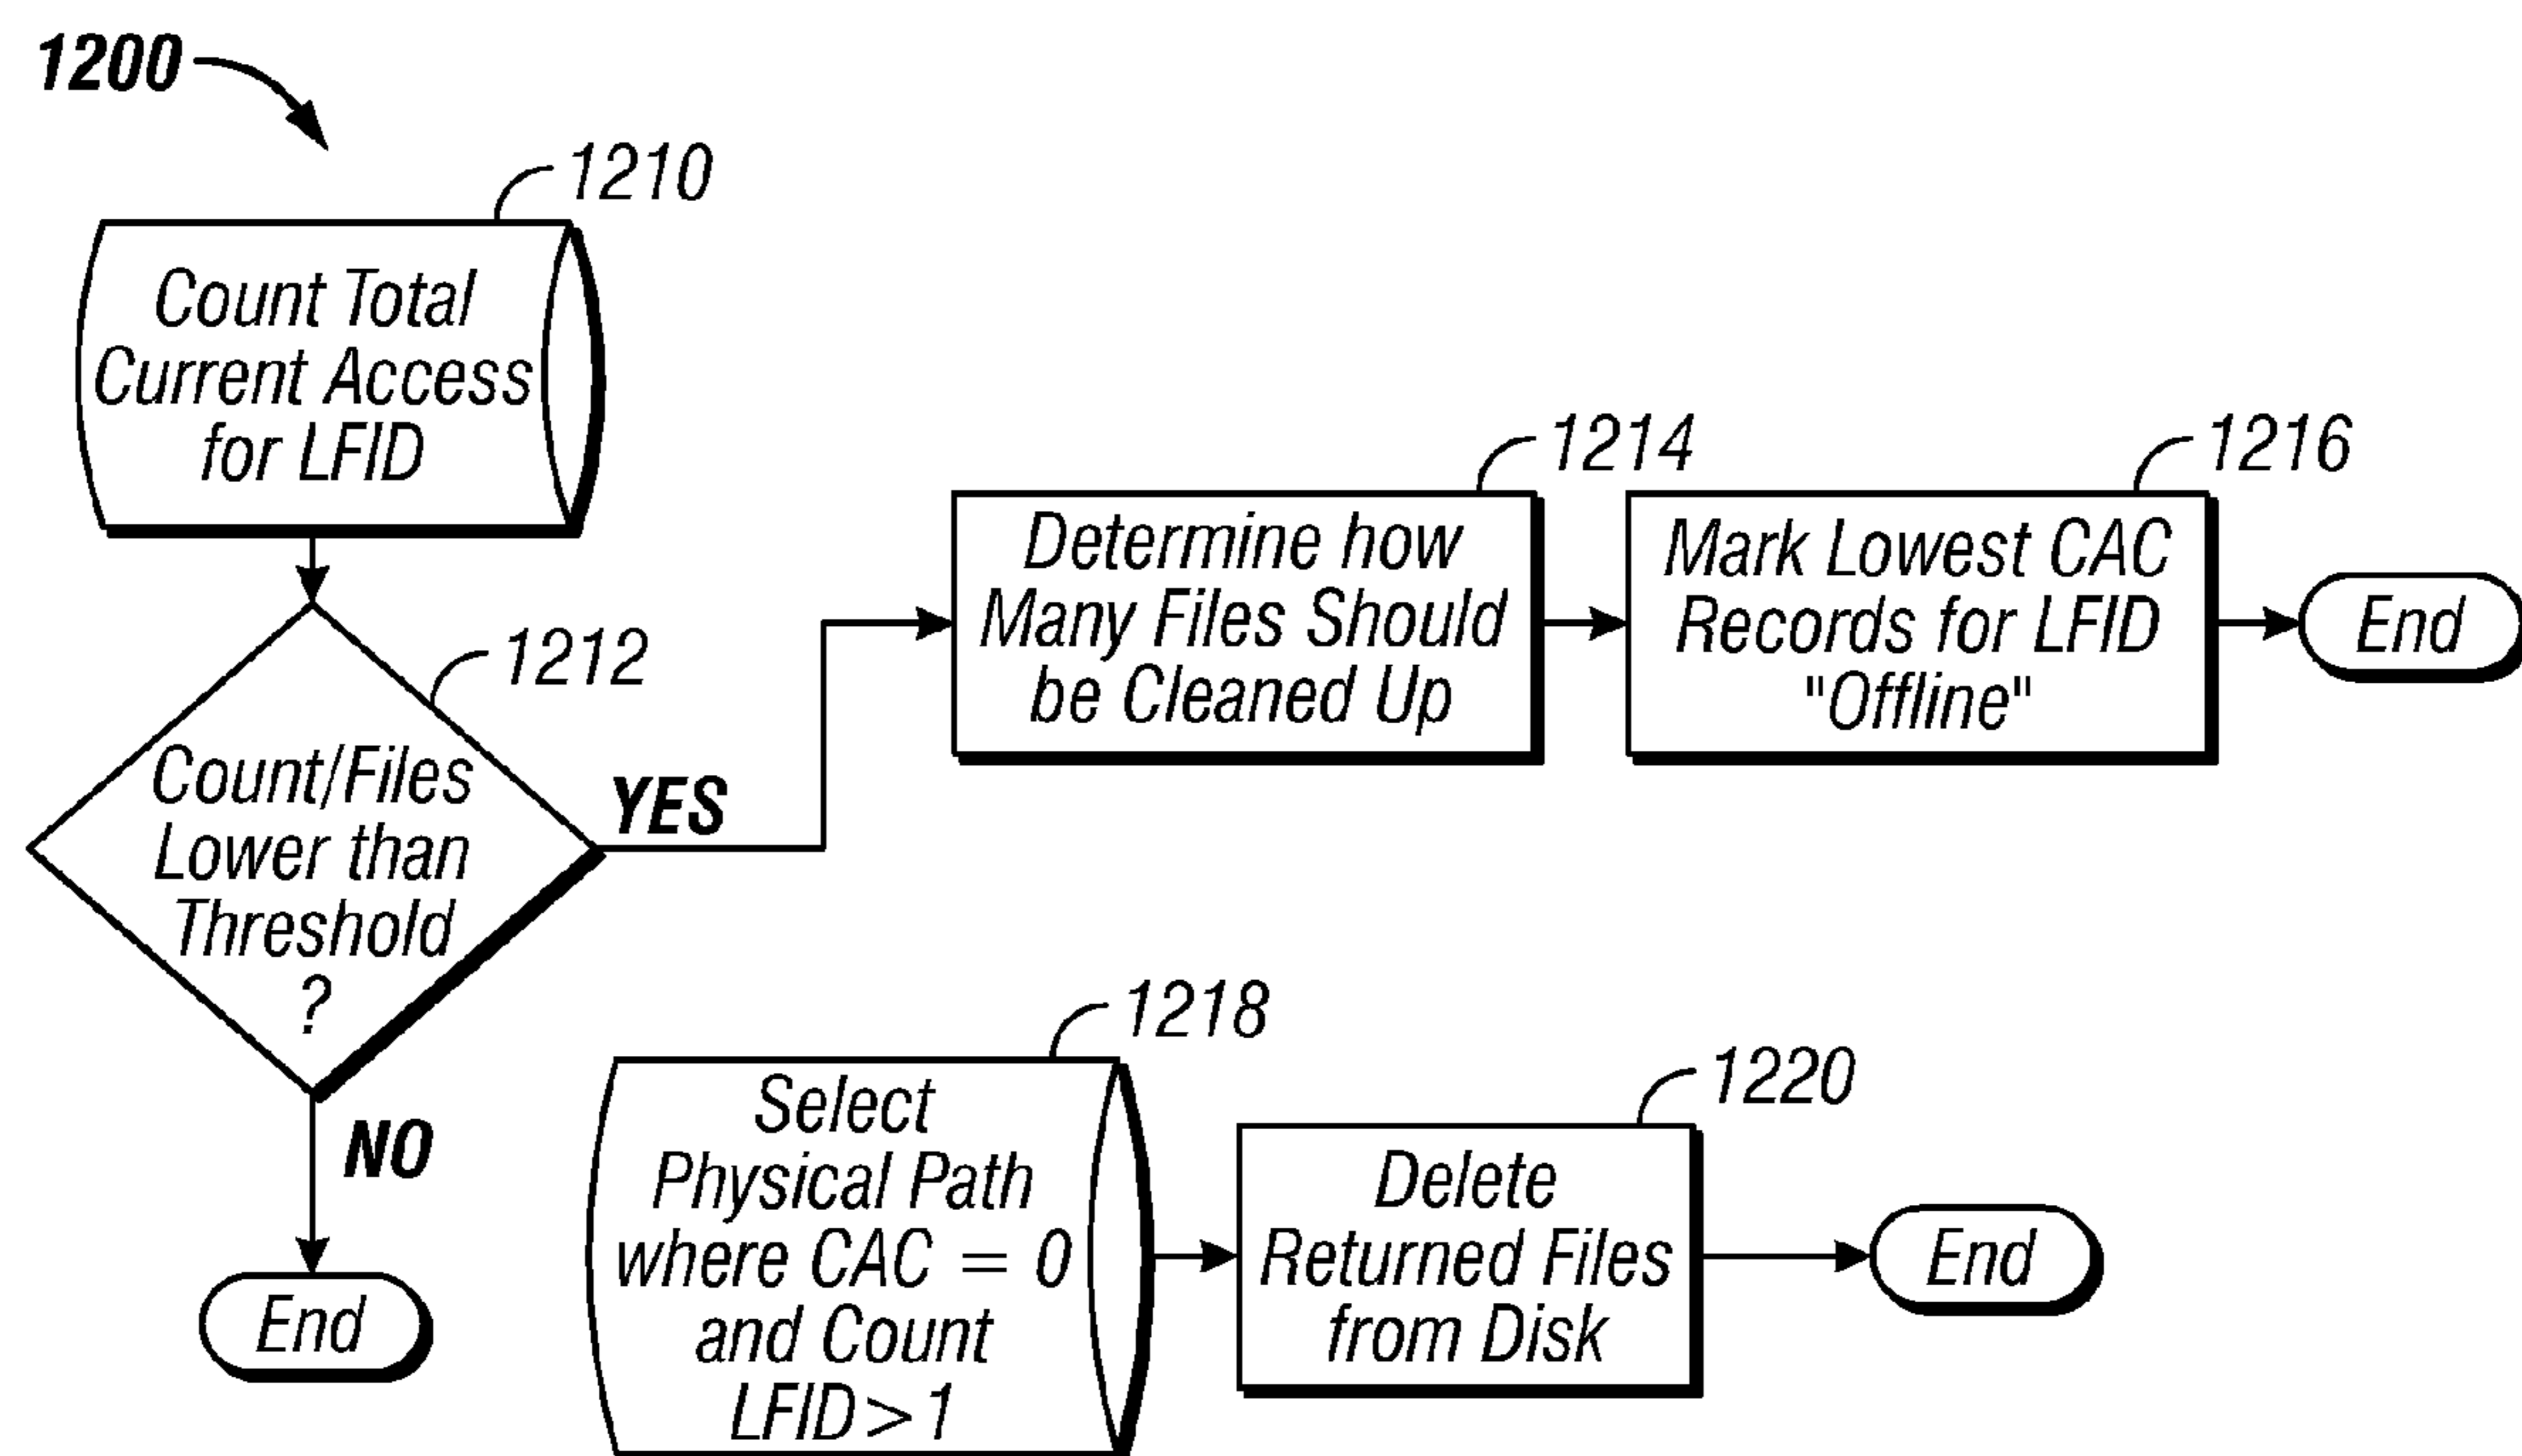 1200
1210
Count Total
Current Access
for LFID
1212
Count/Files
Lower than
Threshold
?
YES
NO
End
1214
Determine how
Many Files Should
be Cleaned Up
1216
Mark Lowest CAC
Records for LFID
"Offline"
End
1218
Select
Physical Path
where CAC = 0
and Count
LFID > 1
1220
Delete
Returned Files
from Disk
End